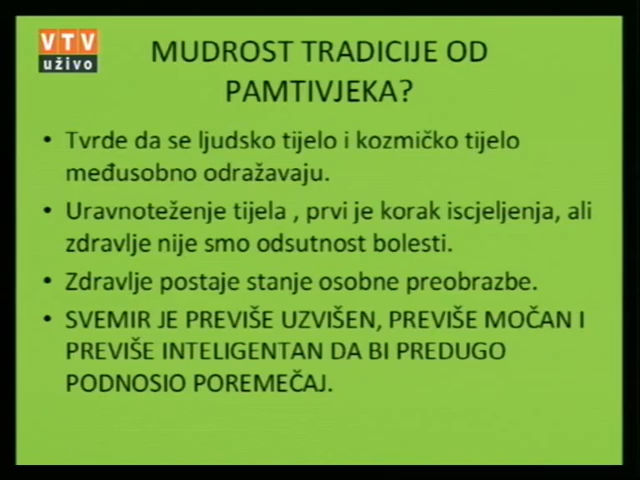 VTV
uživo
MUDROST TRADICIJE OD
PAMTIVJEKA?
• Tvrde da se ljudsko tijelo i kozmičko tijelo
međusobno odražavaju.
• Uravnoteženje tijela , prvi je korak iscjeljenja, ali
zdravlje nije smo odsutnost bolesti.
• Zdravlje postaje stanje osobne preobrazbe.
• SVEMIR JE PREVIŠE UZVIŠEN, PREVIŠE MOČAN I
PREVIŠE INTELIGENTAN DA BI PREDUGO
PODNOSIO POREMEČAJ.